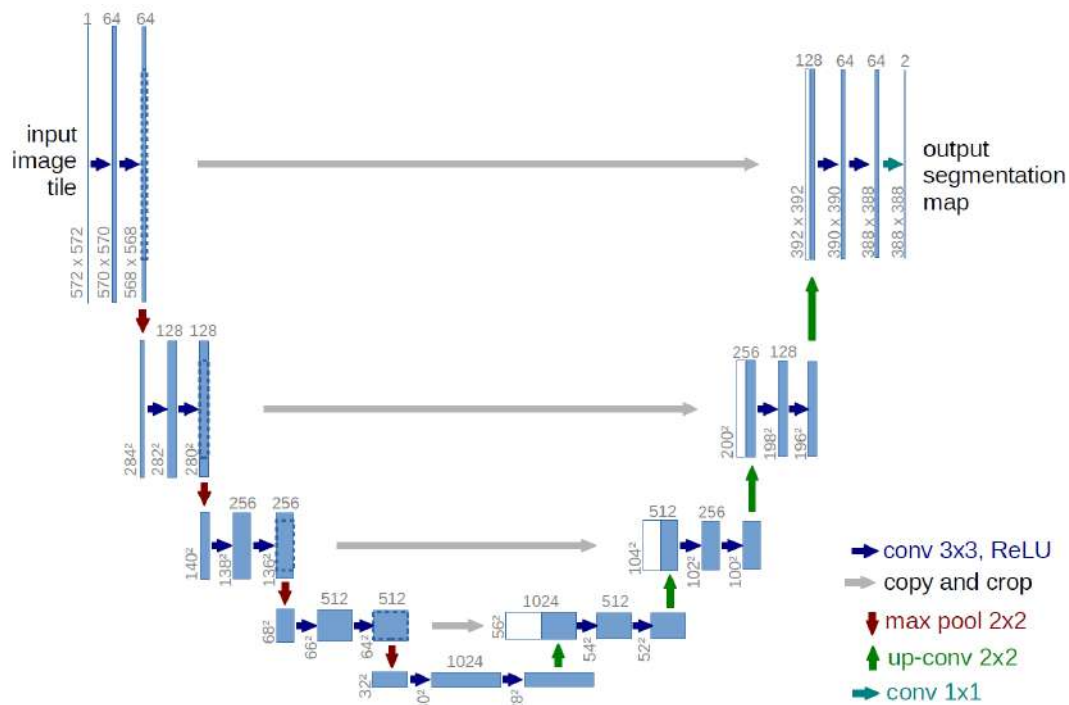 1 64 64
128 64 64 2
input
image
tile
output
segmentation
map
572 x 572
570 x 570
568 x 568
392 x 392
390 x 390
388 x 388
388 x 388
128 128
256 128
284²
282²
280²
200²
198²
196²
256 256
512 256
140²
138²
136²
104²
102²
100²
512 512
1024 512
68²
66²
64²
56²
54²
52²
1024
32²
conv 3x3, ReLU
copy and crop
max pool 2x2
up-conv 2x2
conv 1x1